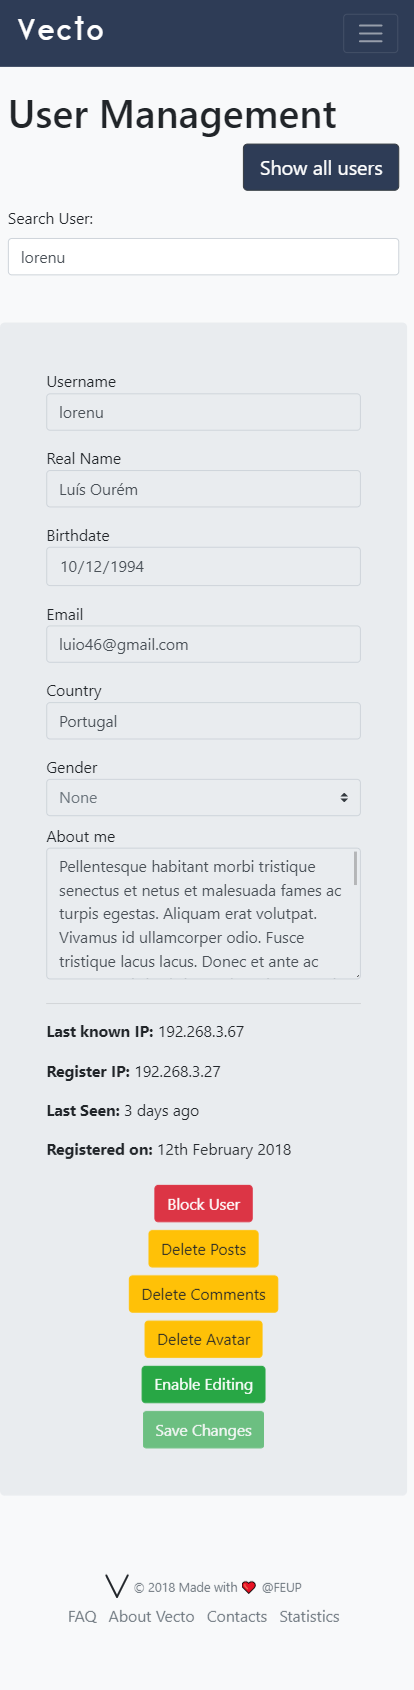 Vecto
User Management
Show all users
Search User:
lorenu
Username
lorenu
Real Name
Luís Ourém
Birthdate
10/12/1994
Email
luio46@gmail.com
Country
Portugal
Gender
None
About me
Pellentesque habitant morbi tristique
senectus et netus et malesuada fames ac
turpis egestas. Aliquam erat volutpat.
Vivamus id ullamcorper odio. Fusce
tristique lacus lacus. Donec et ante ac
Last known IP: 192.268.3.67
Register IP: 192.268.3.27
Last Seen: 3 days ago
Registered on: 12th February 2018
Block User
Delete Posts
Delete Comments
Delete Avatar
Enable Editing
Save Changes
V © 2018 Made with @FEUP
FAQ About Vecto Contacts Statistics